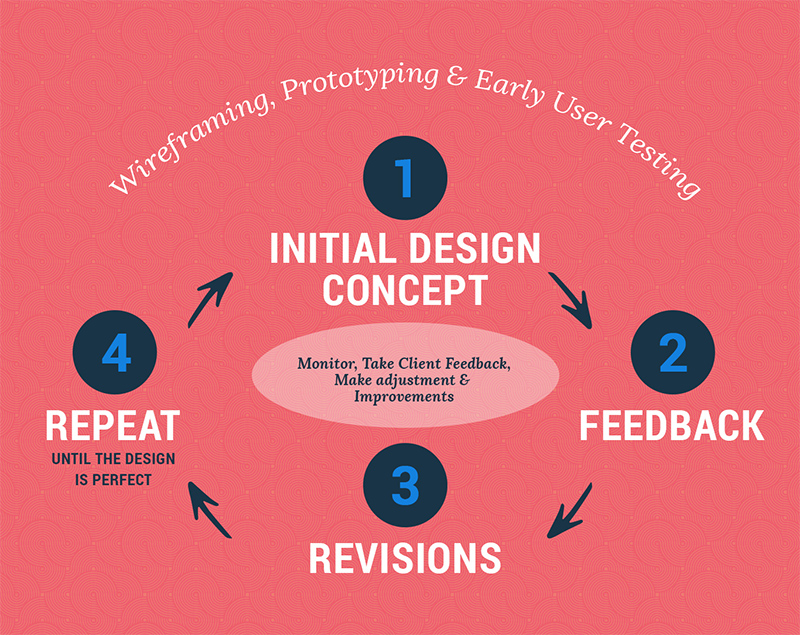 Wireframing, Prototyping & Early User Testing
1
INITIAL DESIGN
CONCEPT
2
FEEDBACK
3
REVISIONS
4
REPEAT
UNTIL THE DESIGN
IS PERFECT
Monitor, Take Client Feedback,
Make adjustment &
Improvements